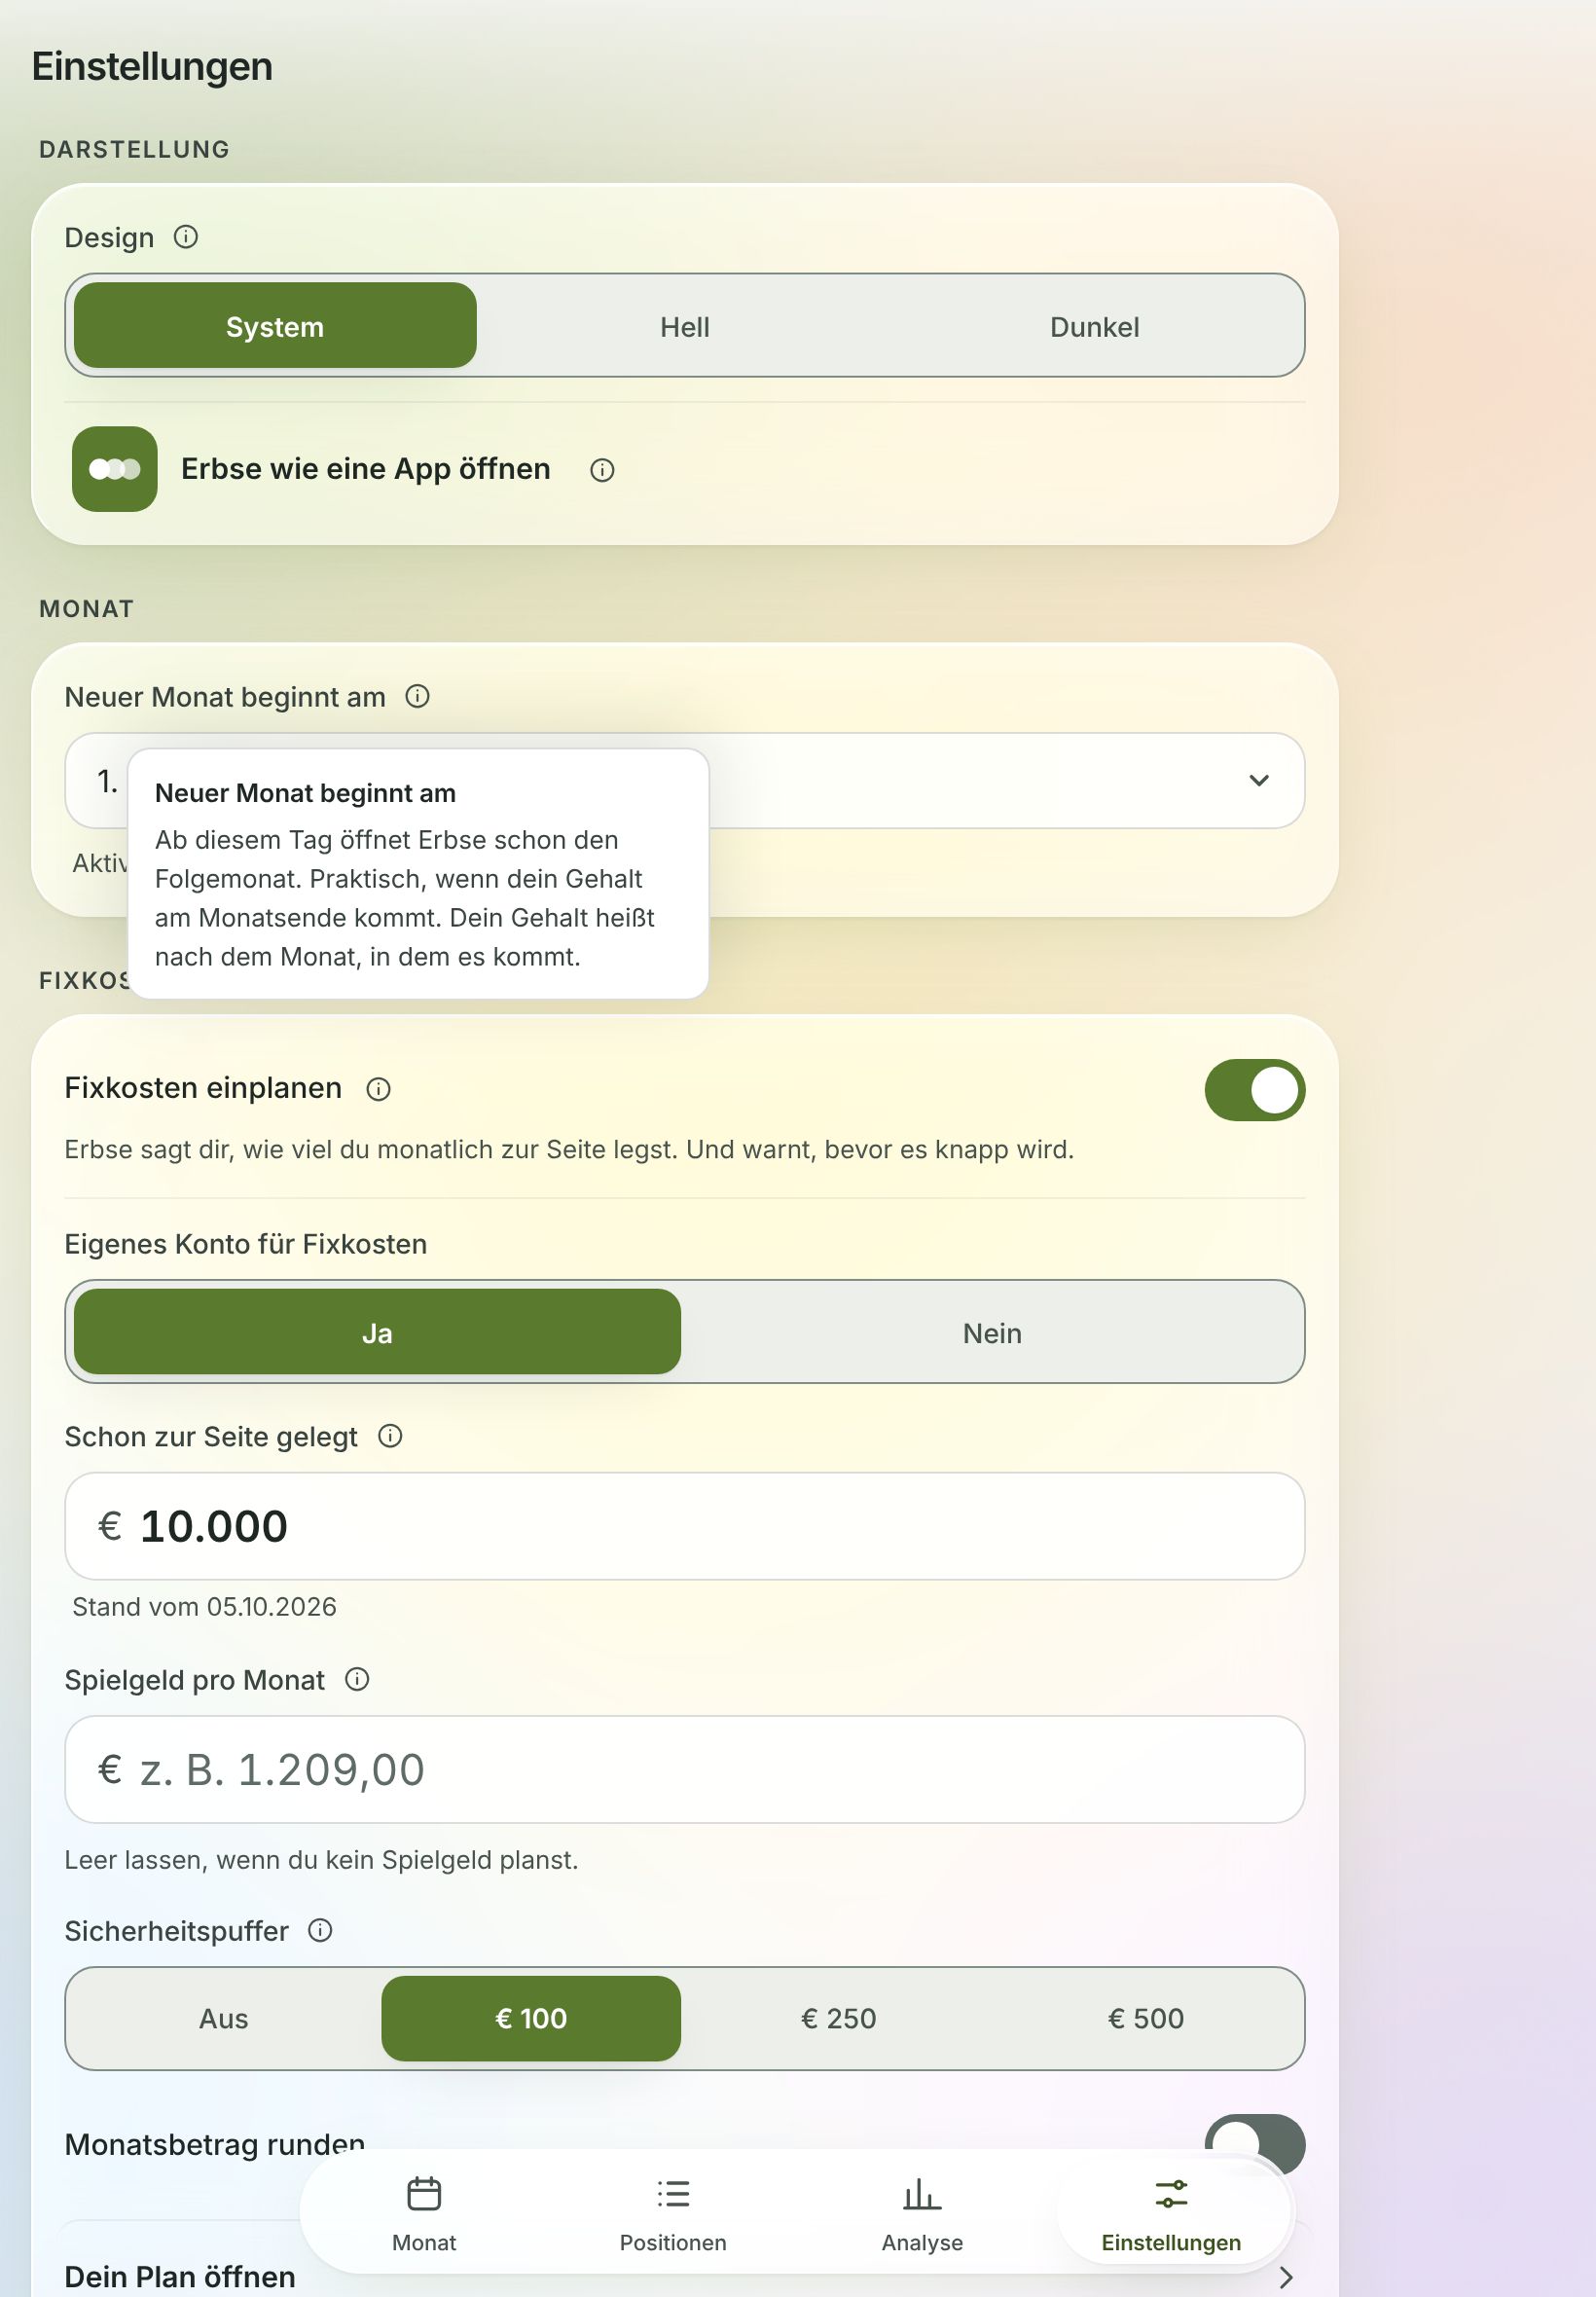 Einstellungen
DARSTELLUNG
Design
System
Hell
Dunkel
Erbse wie eine App öffnen
MONAT
Neuer Monat beginnt am
1.
Neuer Monat beginnt am
Ab diesem Tag öffnet Erbse schon den
Folgemonat. Praktisch, wenn dein Gehalt
am Monatsende kommt. Dein Gehalt heißt
nach dem Monat, in dem es kommt.
Fixkosten einplanen
Erbse sagt dir, wie viel du monatlich zur Seite legst. Und warnt, bevor es knapp wird.
Eigenes Konto für Fixkosten
Ja
Nein
Schon zur Seite gelegt
€ 10.000
Stand vom 05.10.2026
Spielgeld pro Monat
€ z. B. 1.209,00
Leer lassen, wenn du kein Spielgeld planst.
Sicherheitspuffer
Aus
€ 100
€ 250
€ 500
Monatsbetrag runden
Monat
Positionen
Analyse
Einstellungen
Dein Plan öffnen